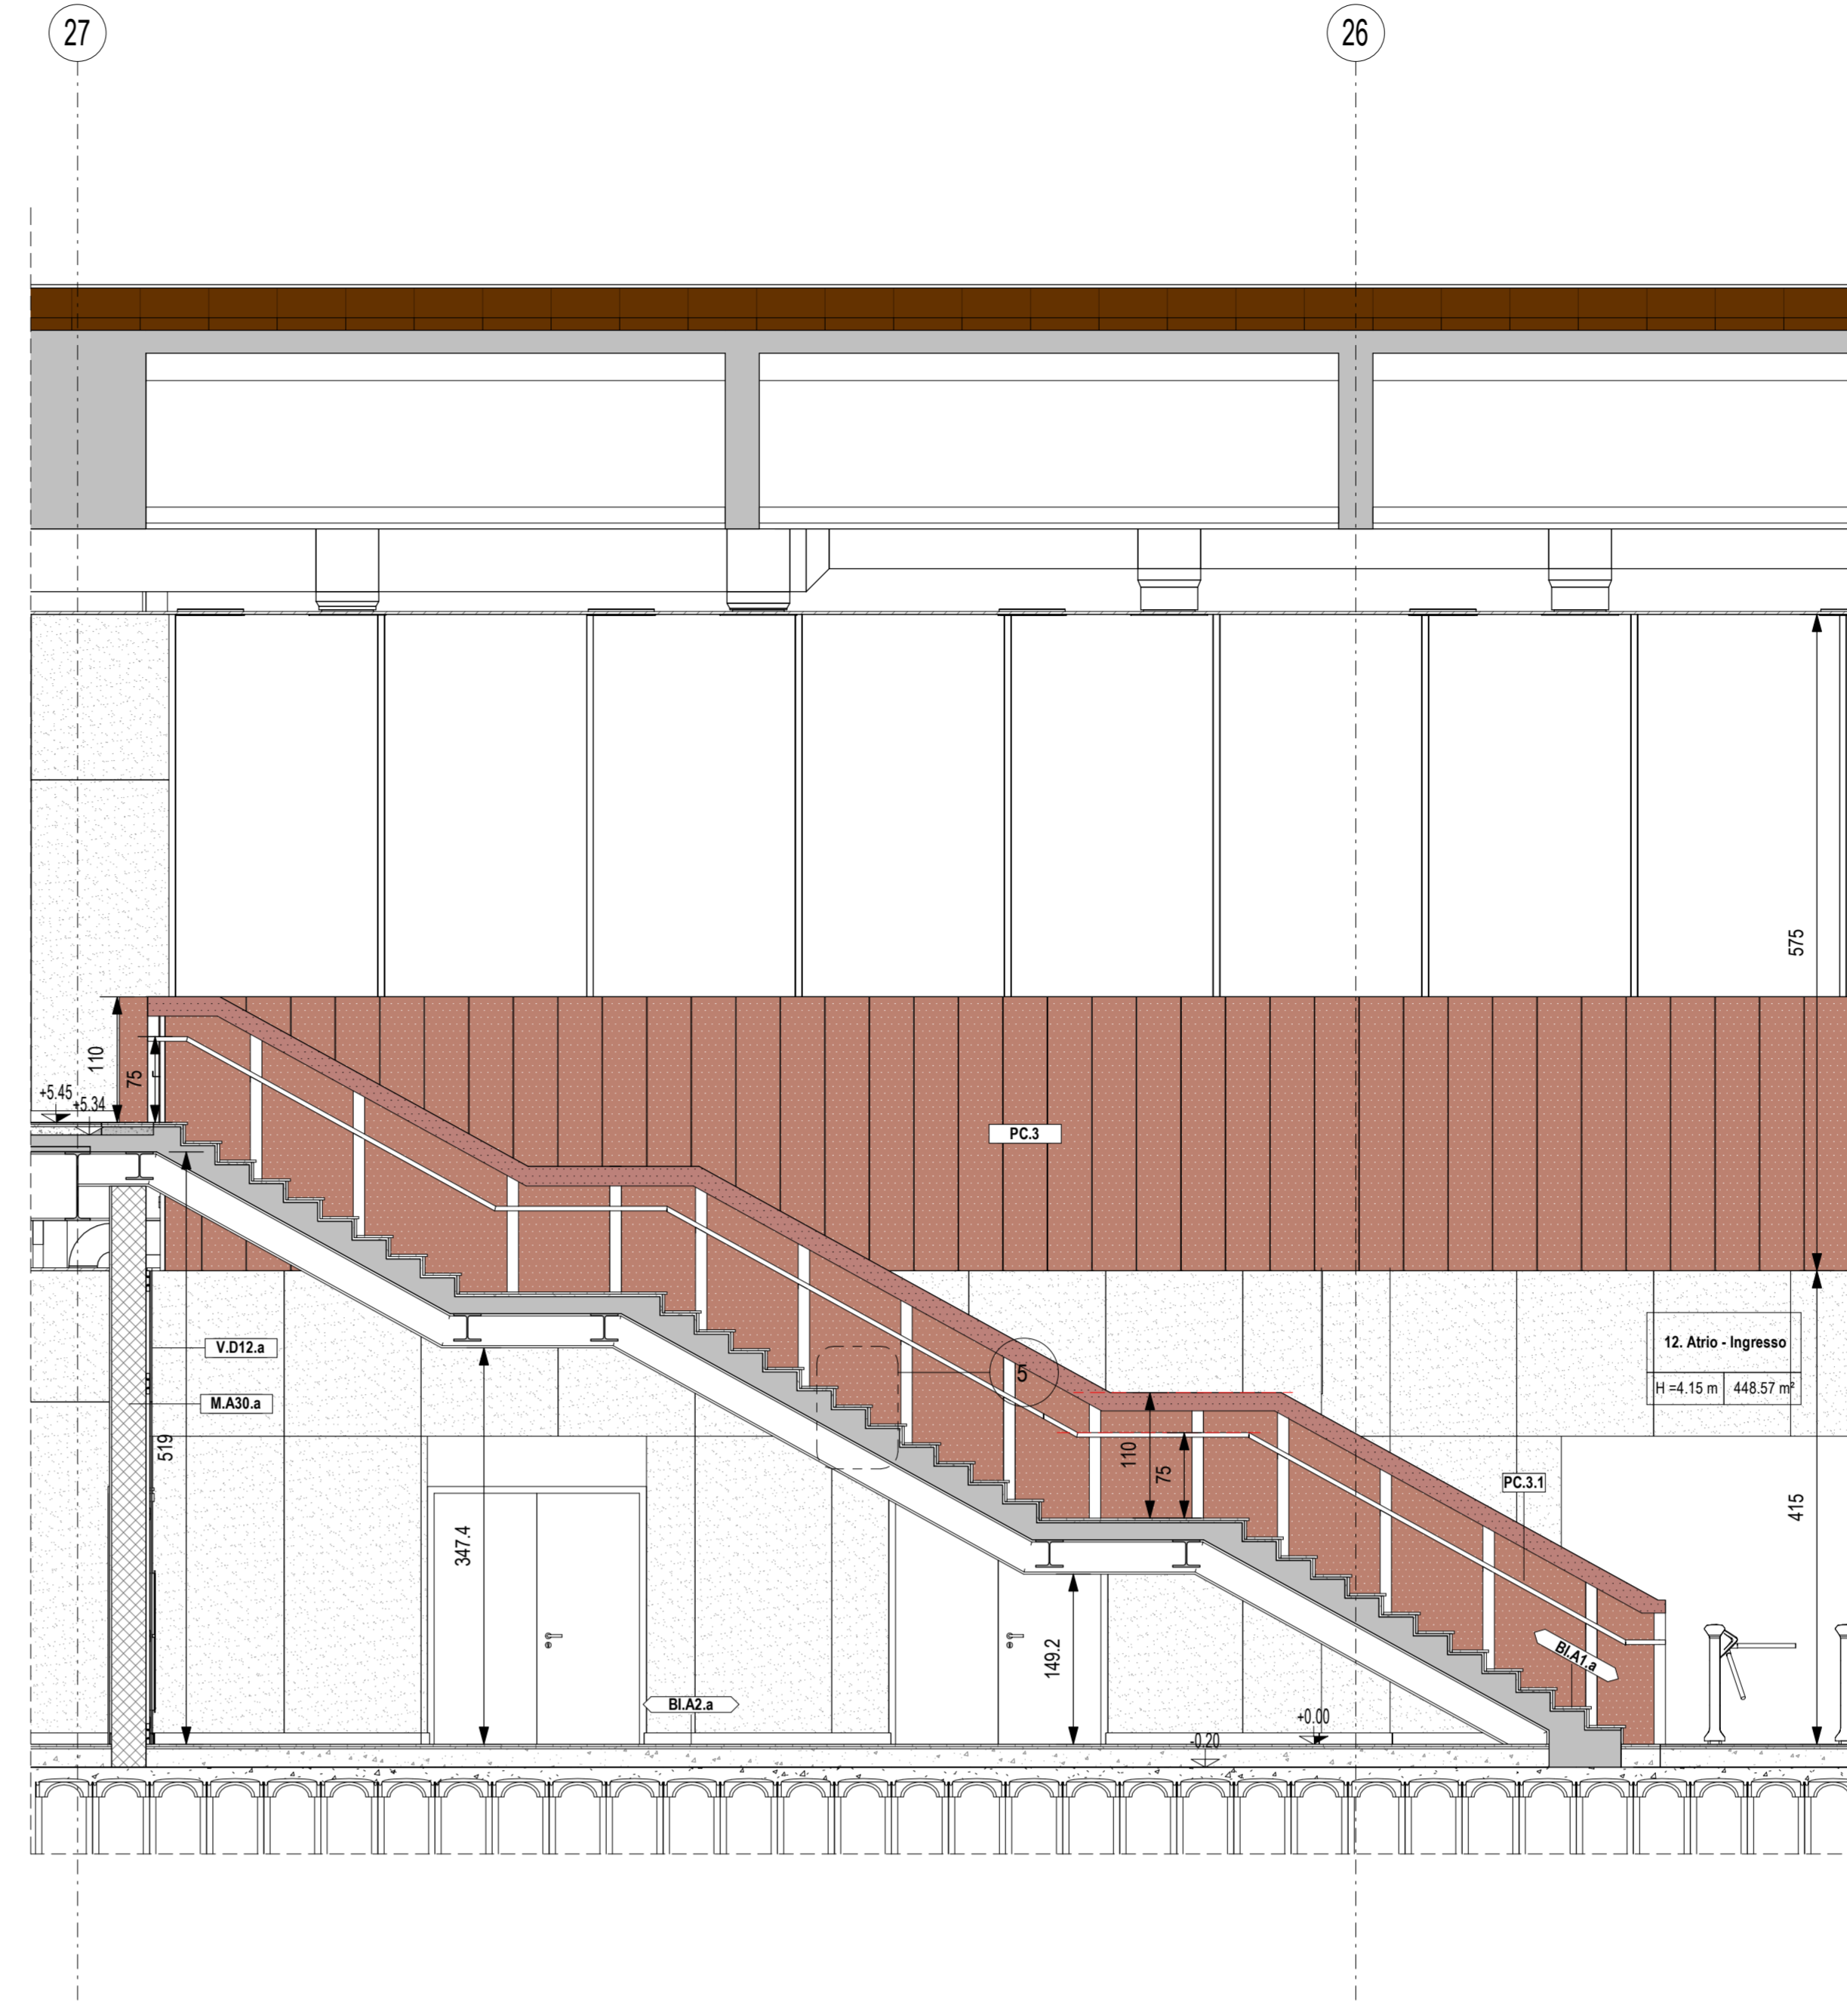 27
26
575
110
75
+5.45
+5.34
PC.3
12. Atrio - Ingresso
H =4.15 m
448.57 m²
V.D12.a
5
M.A30.a
519
110
75
PC.3.1
415
347.4
149.2
BI.A1.a
BI.A2.a
+0.00
-0.20